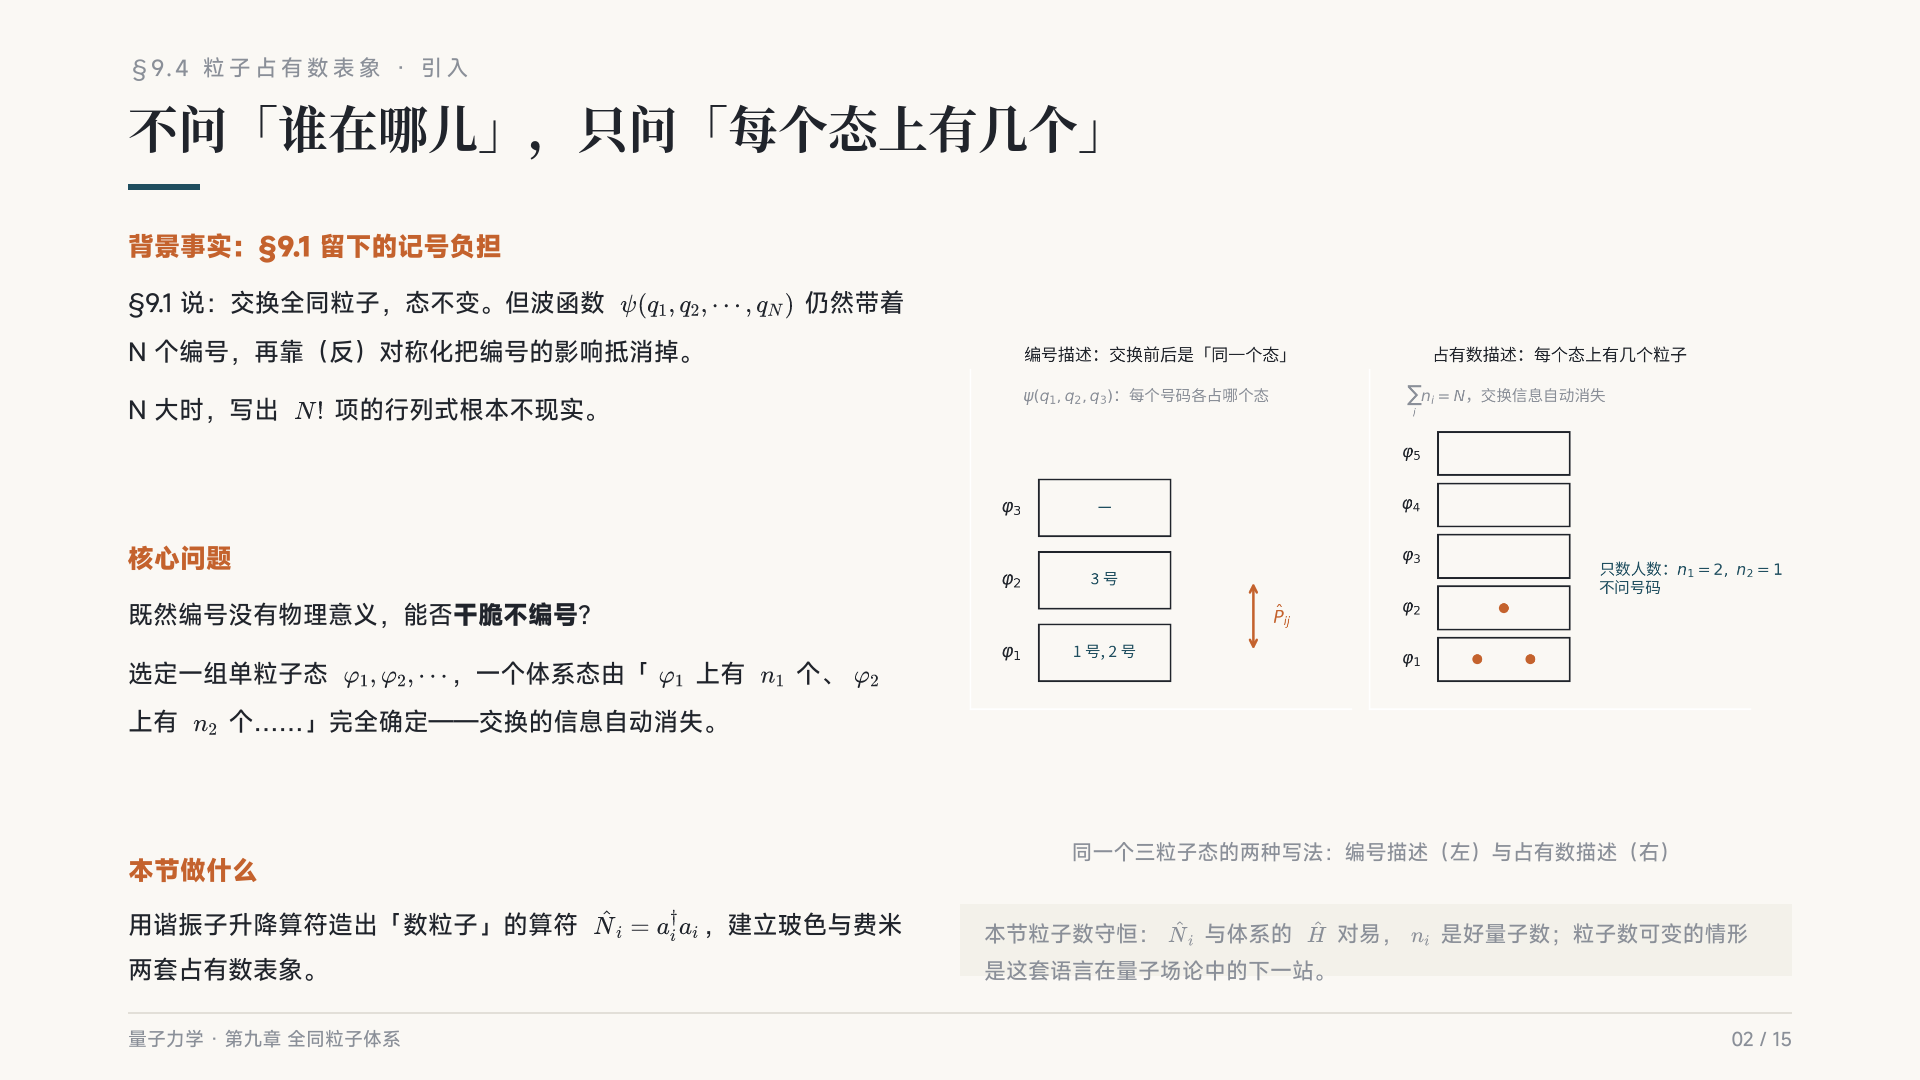 §9.4 粒子占有数表象 · 引入
不问「谁在哪儿」，只问「每个态上有几个」
背景事实：§9.1 留下的记号负担
§9.1 说：交换全同粒子，态不变。但波函数 ψ(q₁, q₂, ⋯, q_N) 仍然带着
N 个编号，再靠（反）对称化把编号的影响抵消掉。
N 大时，写出 N! 项的行列式根本不现实。
核心问题
既然编号没有物理意义，能否干脆不编号？
选定一组单粒子态 φ₁, φ₂, ⋯，一个体系态由「φ₁ 上有 n₁ 个、φ₂
上有 n₂ 个……」完全确定——交换的信息自动消失。
本节做什么
用谐振子升降算符造出「数粒子」的算符 N̂ᵢ = aᵢ†aᵢ，建立玻色与费米
两套占有数表象。
编号描述：交换前后是「同一个态」
ψ(q₁, q₂, q₃)：每个号码各占哪个态
φ₃ —
φ₂ 3 号
φ₁ 1 号, 2 号
P̂ᵢⱼ
占有数描述：每个态上有几个粒子
∑ᵢ nᵢ = N，交换信息自动消失
φ₅
φ₄
φ₃
φ₂
φ₁
只数人数：n₁ = 2, n₂ = 1
不问号码
同一个三粒子态的两种写法：编号描述（左）与占有数描述（右）
本节粒子数守恒：N̂ᵢ 与体系的 Ĥ 对易，nᵢ 是好量子数；粒子数可变的情形
是这套语言在量子场论中的下一站。
量子力学 · 第九章 全同粒子体系
02 / 15